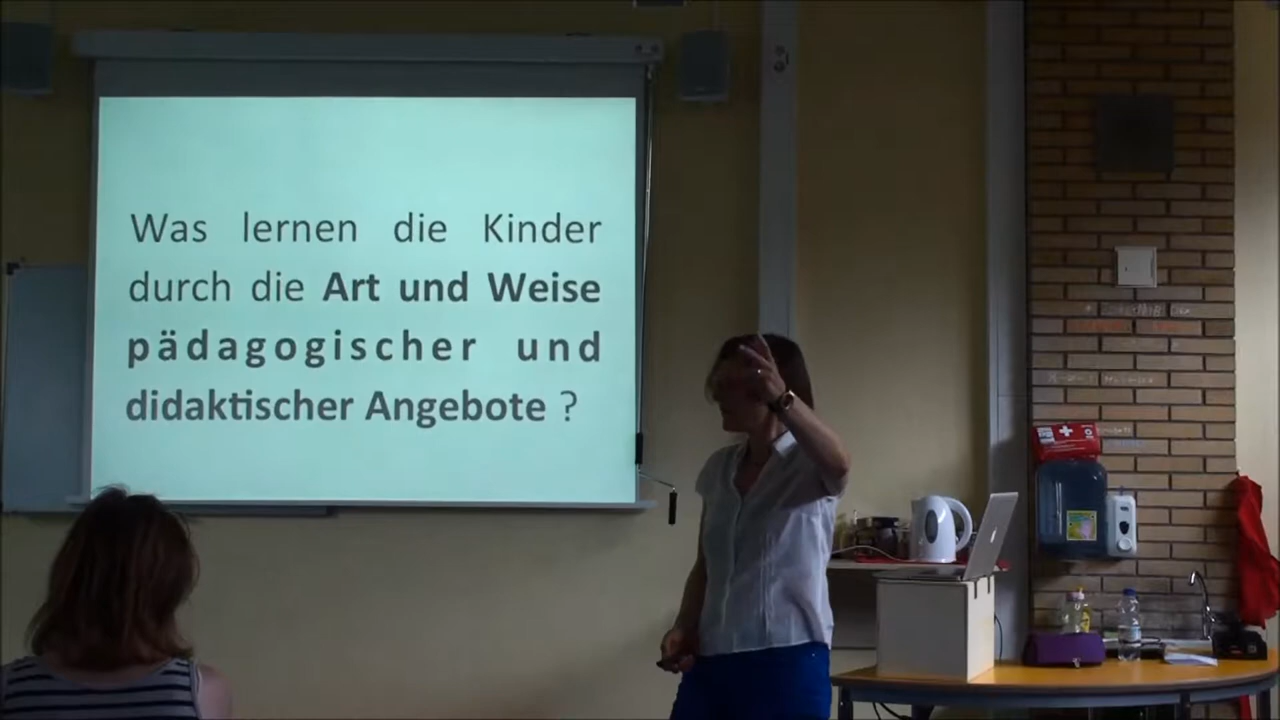 Was lernen die Kinder
durch die Art und Weise
pädagogischer und
didaktischer Angebote ?